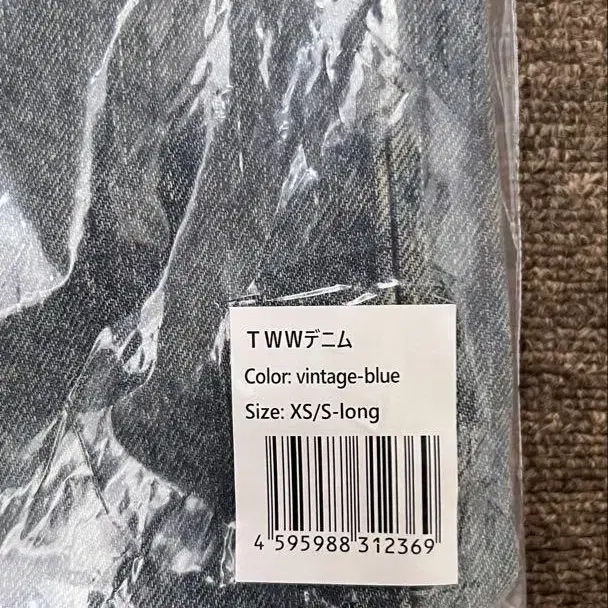 TWWデニム
Color: vintage-blue
Size: XS/S-long
4 595988 312369